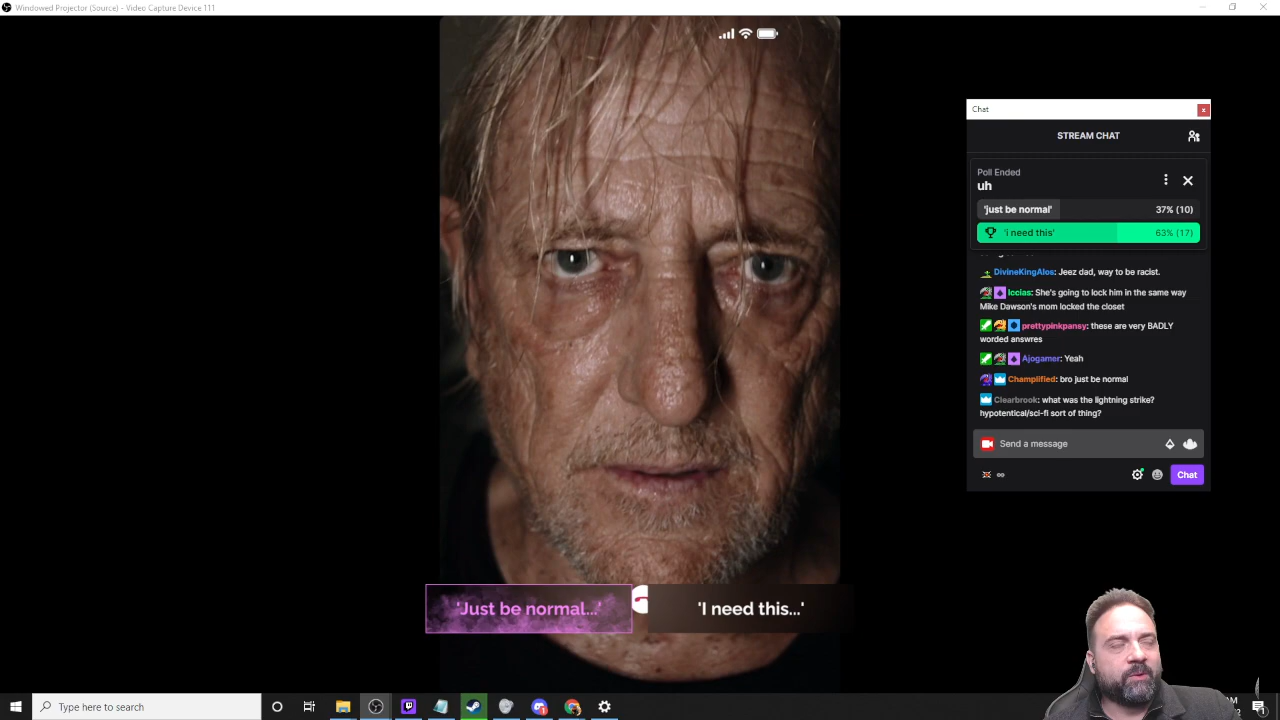 Windowed Projector (Source) - Video Capture Device 111
Chat
x
STREAM CHAT
Poll Ended
uh
'just be normal' 37% (10)
'i need this' 63% (17)
DivineKingAlos: Jeez dad, way to be racist.
Iccias: She's going to lock him in the same way
Mike Dawson's mom locked the closet
prettypinkpansy: these are very BADLY
worded answres
Ajogamer: Yeah
Champlified: bro just be normal
Clearbrook: what was the lightning strike?
hypotentical/sci-fi sort of thing?
Send a message
Chat
'Just be normal...' 'I need this...'
Type here to search